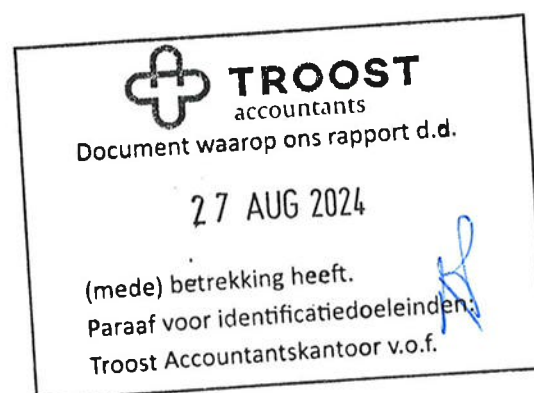 TROOST
accountants
Document waarop ons rapport d.d.
27 AUG 2024
(mede) betrekking heeft.
Paraaf voor identificatiedoeleinden:
Troost Accountantskantoor v.o.f.